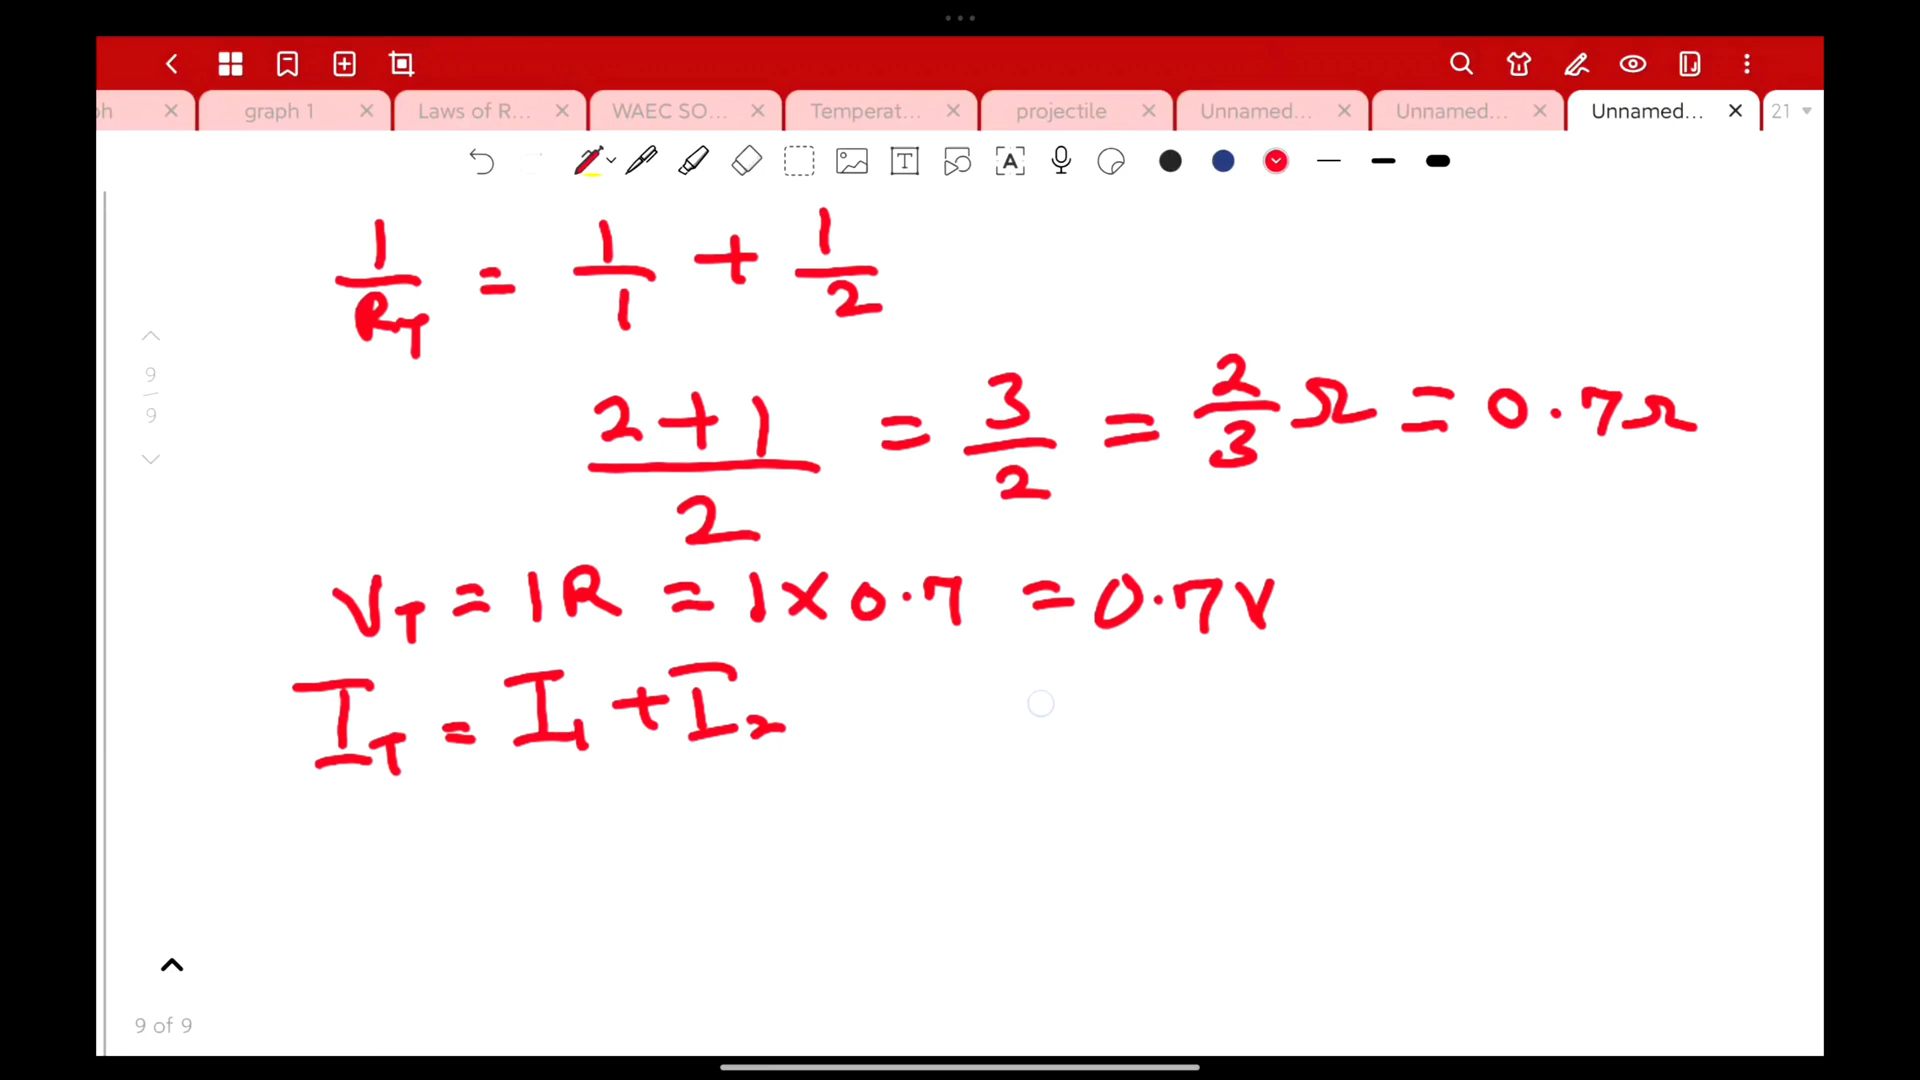 ph graph 1 Laws of R... WAEC SO... Temperat... projectile Unnamed... Unnamed... Unnamed... 21
T A
1/R_T = 1/1 + 1/2
9
9
2+1/2 = 3/2 = 2/3 Ω = 0.7Ω
V_T = IR = 1 × 0.7 = 0.7V
I_T = I_1 + I_2
9 of 9